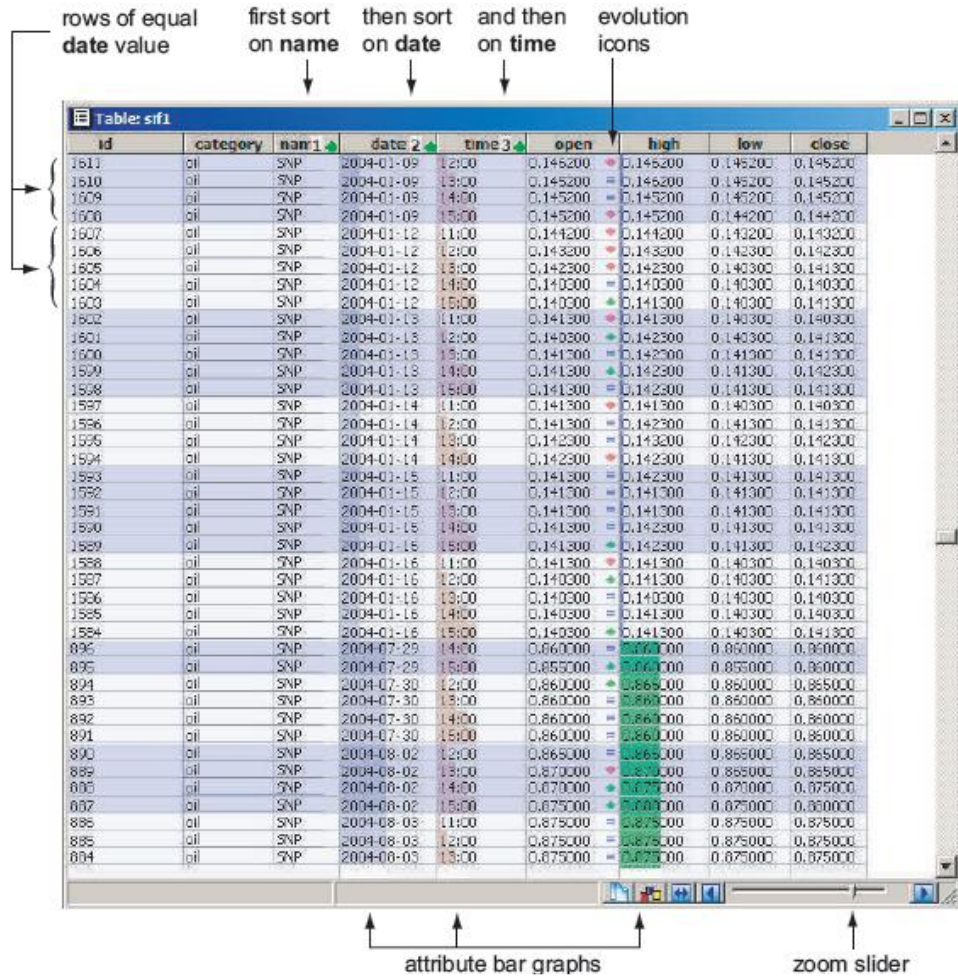 rows of equal date value
first sort on name
then sort on date
and then on time
evolution icons
Table: srf1
id category nam 1 date 2 time 3 open high low close
1611 oil SNP 2004-01-09 12:00 0.146200 0.146200 0.145200 0.145200
1610 oil SNP 2004-01-09 13:00 0.145200 0.146200 0.145200 0.145200
1609 oil SNP 2004-01-09 14:00 0.145200 0.145200 0.145200 0.145200
1608 oil SNP 2004-01-09 15:00 0.145200 0.145200 0.144200 0.144200
1607 oil SNP 2004-01-12 11:00 0.144200 0.144200 0.143200 0.143200
1606 oil SNP 2004-01-12 12:00 0.143200 0.143200 0.142300 0.142300
1605 oil SNP 2004-01-12 13:00 0.142300 0.142300 0.140300 0.141300
1604 oil SNP 2004-01-12 14:00 0.140300 0.140300 0.140300 0.140300
1603 oil SNP 2004-01-12 15:00 0.140300 0.141300 0.140300 0.141300
1602 oil SNP 2004-01-13 11:00 0.141300 0.141300 0.140300 0.140300
1601 oil SNP 2004-01-13 12:00 0.140300 0.142300 0.140300 0.141300
1600 oil SNP 2004-01-13 13:00 0.141300 0.142300 0.141300 0.141300
1599 oil SNP 2004-01-13 14:00 0.141300 0.142300 0.141300 0.142300
1598 oil SNP 2004-01-13 15:00 0.141300 0.142300 0.141300 0.141300
1597 oil SNP 2004-01-14 11:00 0.141300 0.141300 0.140300 0.140300
1596 oil SNP 2004-01-14 12:00 0.141300 0.142300 0.141300 0.141300
1595 oil SNP 2004-01-14 13:00 0.142300 0.143200 0.142300 0.142300
1594 oil SNP 2004-01-14 14:00 0.142300 0.142300 0.141300 0.141300
1593 oil SNP 2004-01-15 11:00 0.141300 0.142300 0.141300 0.141300
1592 oil SNP 2004-01-15 12:00 0.141300 0.141300 0.141300 0.141300
1591 oil SNP 2004-01-15 13:00 0.141300 0.141300 0.141300 0.141300
1590 oil SNP 2004-01-15 14:00 0.141300 0.142300 0.141300 0.141300
1589 oil SNP 2004-01-15 15:00 0.141300 0.142300 0.141300 0.142300
1588 oil SNP 2004-01-16 11:00 0.141300 0.141300 0.140300 0.140300
1587 oil SNP 2004-01-16 12:00 0.140300 0.141300 0.140300 0.141300
1586 oil SNP 2004-01-16 13:00 0.140300 0.140300 0.140300 0.140300
1585 oil SNP 2004-01-16 14:00 0.140300 0.141300 0.140300 0.140300
1584 oil SNP 2004-01-16 15:00 0.140300 0.141300 0.140300 0.141300
896 oil SNP 2004-07-29 14:00 0.860000 0.860000 0.860000 0.860000
895 oil SNP 2004-07-29 15:00 0.855000 0.860000 0.855000 0.860000
894 oil SNP 2004-07-30 12:00 0.860000 0.865000 0.860000 0.865000
893 oil SNP 2004-07-30 13:00 0.860000 0.860000 0.860000 0.860000
892 oil SNP 2004-07-30 14:00 0.860000 0.860000 0.860000 0.860000
891 oil SNP 2004-07-30 15:00 0.860000 0.860000 0.860000 0.860000
890 oil SNP 2004-08-02 12:00 0.865000 0.865000 0.865000 0.865000
889 oil SNP 2004-08-02 13:00 0.870000 0.870000 0.865000 0.865000
888 oil SNP 2004-08-02 14:00 0.870000 0.875000 0.870000 0.875000
887 oil SNP 2004-08-02 15:00 0.875000 0.880000 0.875000 0.880000
886 oil SNP 2004-08-03 11:00 0.875000 0.875000 0.875000 0.875000
885 oil SNP 2004-08-03 12:00 0.875000 0.875000 0.875000 0.875000
884 oil SNP 2004-08-03 13:00 0.875000 0.875000 0.875000 0.875000
attribute bar graphs
zoom slider